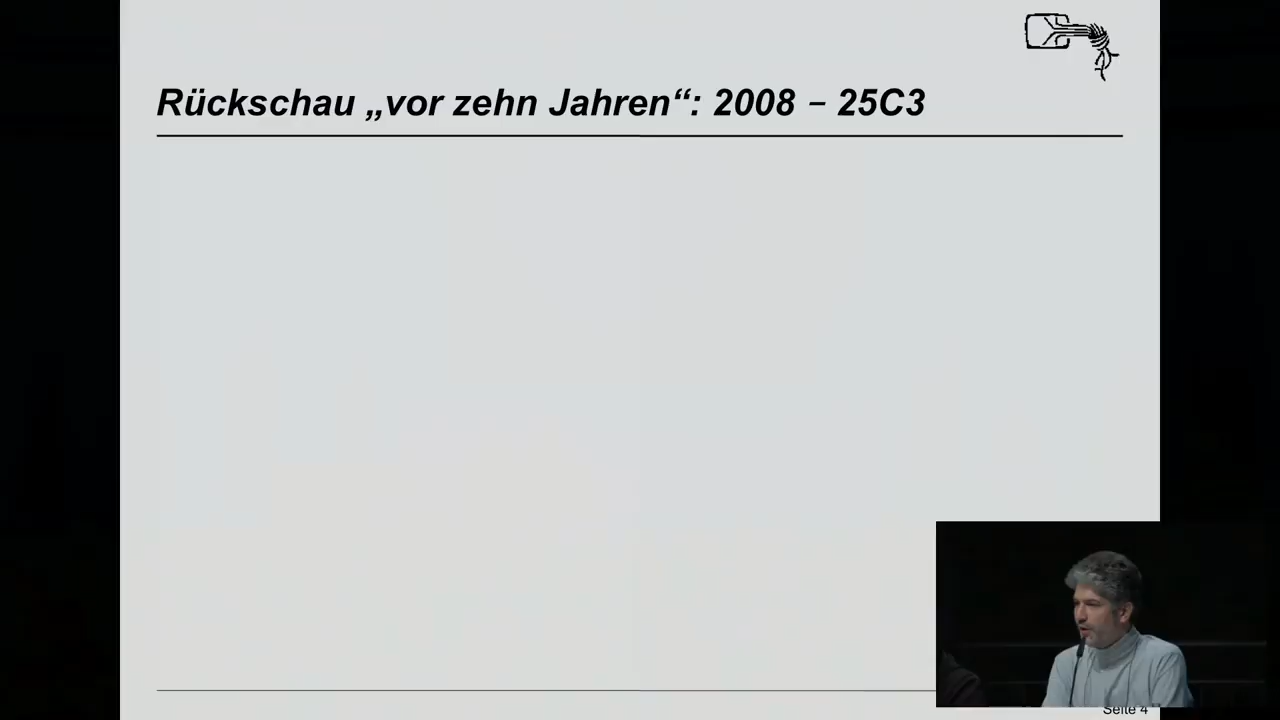 Rückschau „vor zehn Jahren“: 2008 – 25C3
Seite 4